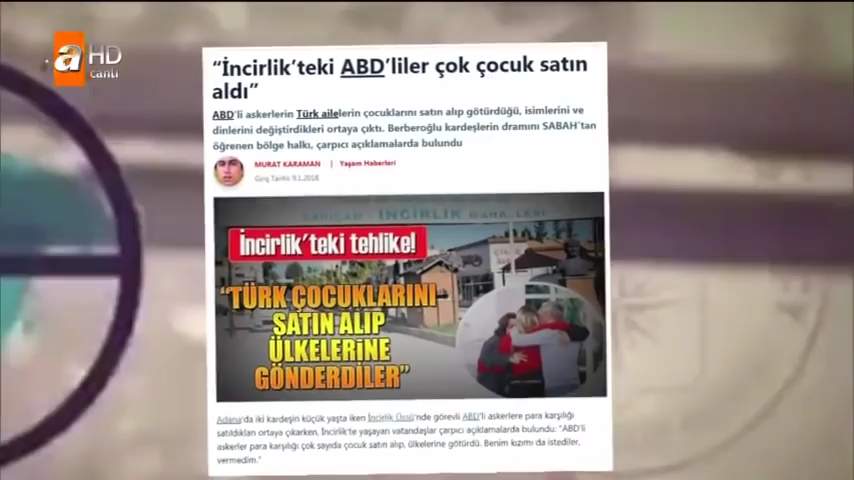 a HD
Canlı
“İncirlik’teki ABD’liler çok çocuk satın
aldı”
ABD’li askerlerin Türk ailelerin çocuklarını satın alıp götürdüğü, isimlerini ve
dinlerini değiştirdikleri ortaya çıktı. Berberoğlu kardeşlerin dramını SABAH’tan
öğrenen bölge halkı, çarpıcı açıklamalarda bulundu
MURAT KARAMAN | Yaşam Haberleri
Giriş Tarihi: 9.1.2018
SARIÇAM İNCİRLİK MAHALLESİ
İncirlik’teki tehlike!
“TÜRK ÇOCUKLARINI
SATIN ALIP
ÜLKELERİNE
GÖNDERDİLER”
Adana’da iki kardeşin küçük yaşta iken İncirlik Üssü’nde görevli ABD’li askerlere para karşılığı
satıldıkları ortaya çıkarken, İncirlik’te yaşayan vatandaşlar çarpıcı açıklamalarda bulundu: “ABD’li
askerler para karşılığı çok sayıda çocuk satın alıp, ülkelerine götürdü. Benim kızımı da istediler,
vermedim.”